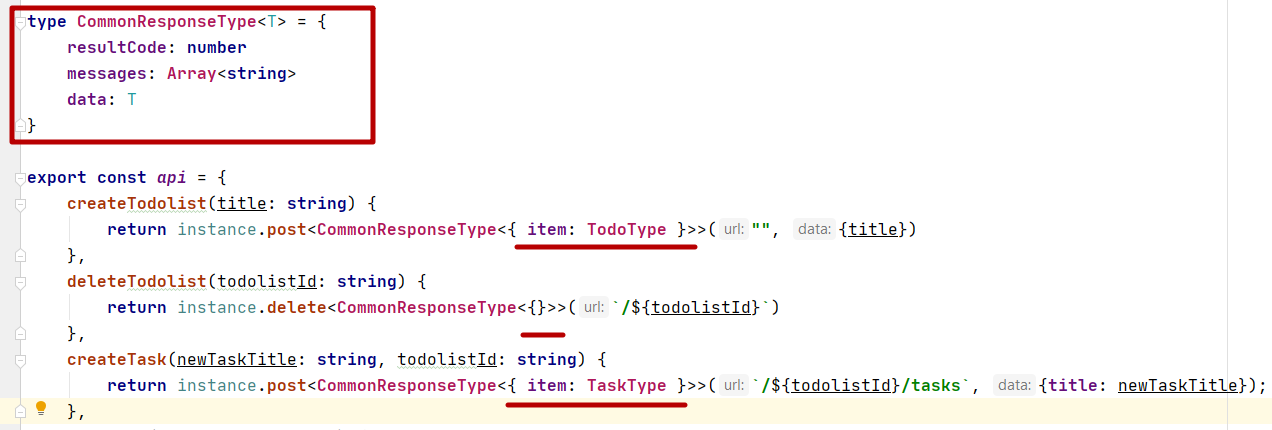 type CommonResponseType<T> = {
    resultCode: number
    messages: Array<string>
    data: T
}
export const api = {
    createTodolist(title: string) {
        return instance.post<CommonResponseType<{ item: TodoType }>>( url: "", data: {title})
    },
    deleteTodolist(todolistId: string) {
        return instance.delete<CommonResponseType<{}>>( url: `/${todolistId}`)
    },
    createTask(newTaskTitle: string, todolistId: string) {
        return instance.post<CommonResponseType<{ item: TaskType }>>( url: `/${todolistId}/tasks`, data: {title: newTaskTitle});
    },